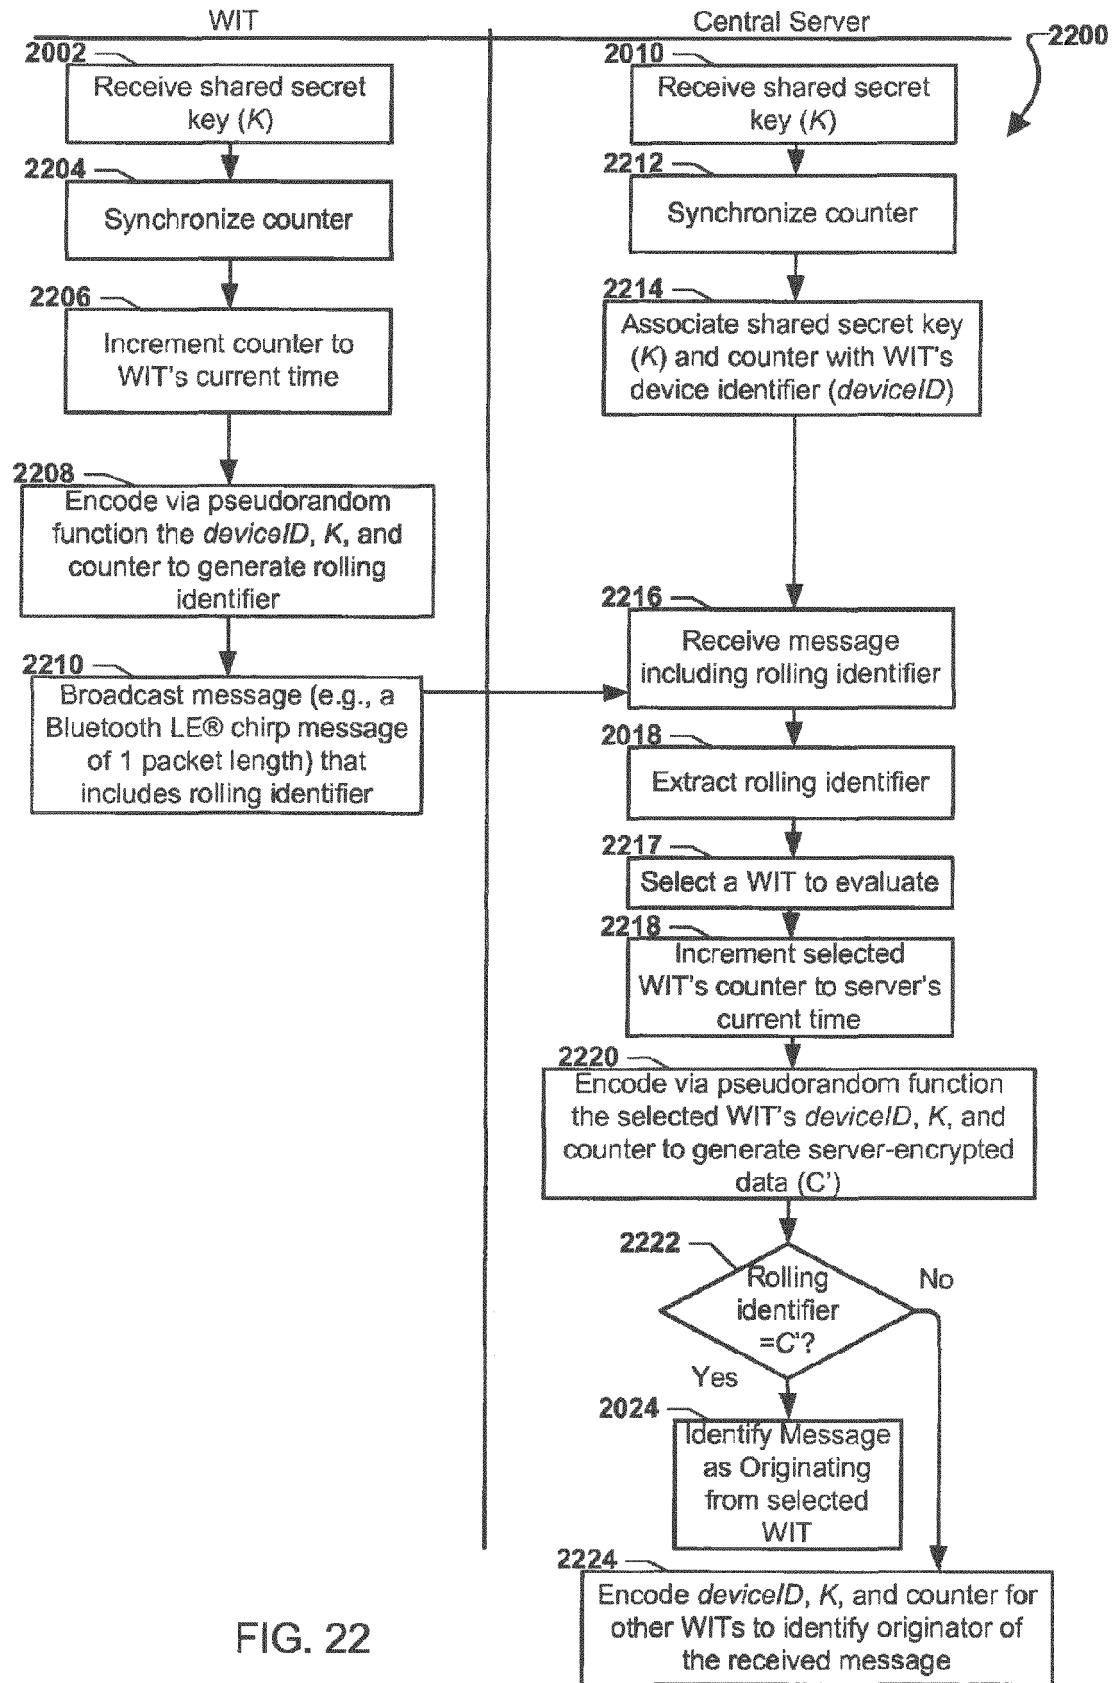 WIT
Central Server
2200
2002
Receive shared secret
key (K)
2204
Synchronize counter
2206
Increment counter to
WIT's current time
2208
Encode via pseudorandom
function the deviceID, K, and
counter to generate rolling
identifier
2210
Broadcast message (e.g., a
Bluetooth LE® chirp message
of 1 packet length) that
includes rolling identifier
2010
Receive shared secret
key (K)
2212
Synchronize counter
2214
Associate shared secret key
(K) and counter with WIT's
device identifier (deviceID)
2216
Receive message
including rolling identifier
2018
Extract rolling identifier
2217
Select a WIT to evaluate
2218
Increment selected
WIT's counter to server's
current time
2220
Encode via pseudorandom function
the selected WIT's deviceID, K, and
counter to generate server-encrypted
data (C')
2222
Rolling
identifier
=C'?
No
Yes
2024
Identify Message
as Originating
from selected
WIT
2224
Encode deviceID, K, and counter for
other WITs to identify originator of
the received message
FIG. 22